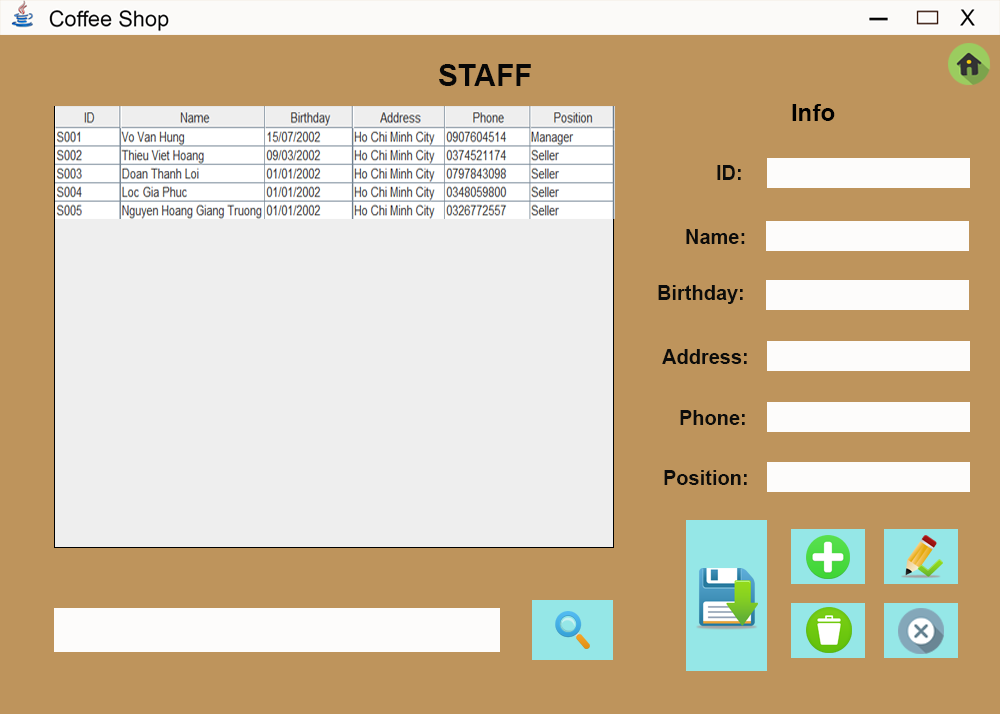 Coffee Shop
X
STAFF
ID Name Birthday Address Phone Position
S001 Vo Van Hung 15/07/2002 Ho Chi Minh City 0907604514 Manager
S002 Thieu Viet Hoang 09/03/2002 Ho Chi Minh City 0374521174 Seller
S003 Doan Thanh Loi 01/01/2002 Ho Chi Minh City 0797843098 Seller
S004 Loc Gia Phuc 01/01/2002 Ho Chi Minh City 0348059800 Seller
S005 Nguyen Hoang Giang Truong 01/01/2002 Ho Chi Minh City 0326772557 Seller
Info
ID:
Name:
Birthday:
Address:
Phone:
Position: